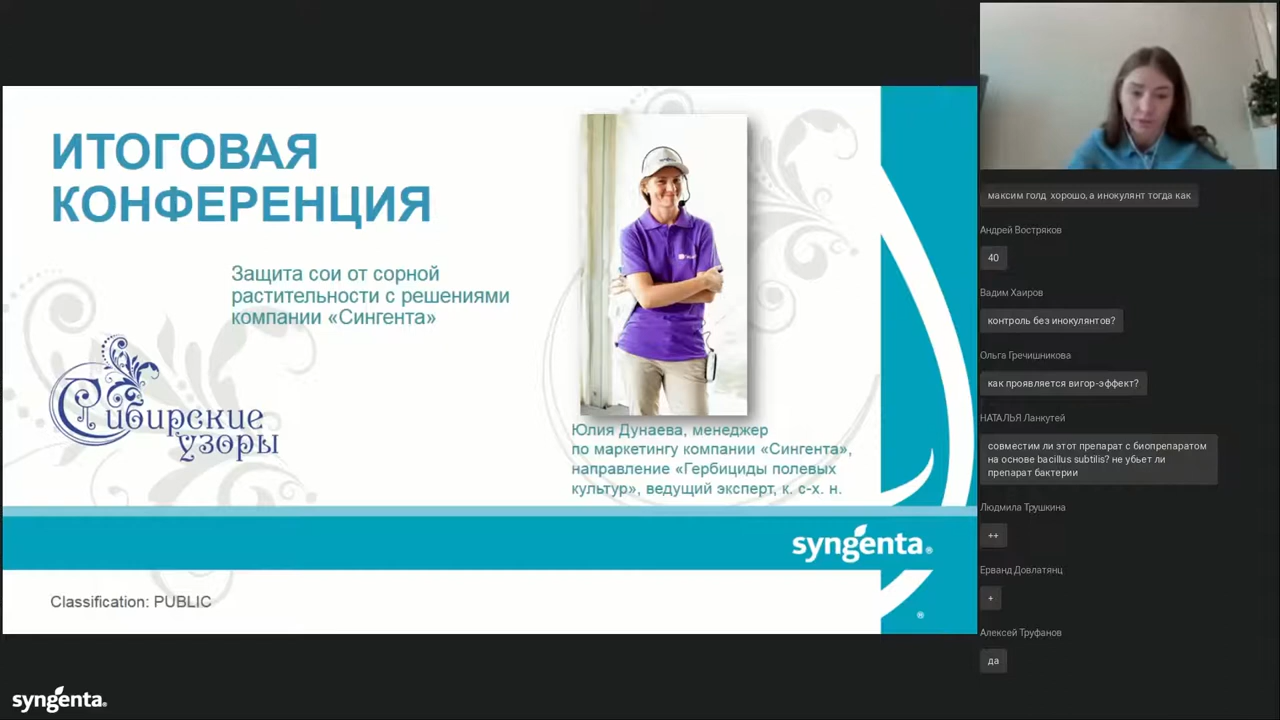 ИТОГОВАЯ
КОНФЕРЕНЦИЯ
Защита сои от сорной
растительности с решениями
компании «Сингента»
Сибирские
узоры
Юлия Дунаева, менеджер
по маркетингу компании «Сингента»,
направление «Гербициды полевых
культур», ведущий эксперт, к. с-х. н.
syngenta®
Classification: PUBLIC
®
syngenta®
максим голд хорошо, а инокулянт тогда как
Андрей Востряков
40
Вадим Хаиров
контроль без инокулянтов?
Ольга Гречишникова
как проявляется вигор-эффект?
НАТАЛЬЯ Ланкутей
совместим ли этот препарат с биопрепаратом
на основе bacillus subtilis? не убьет ли
препарат бактерии
Людмила Трушкина
++
Ерванд Довлатянц
+
Алексей Труфанов
да